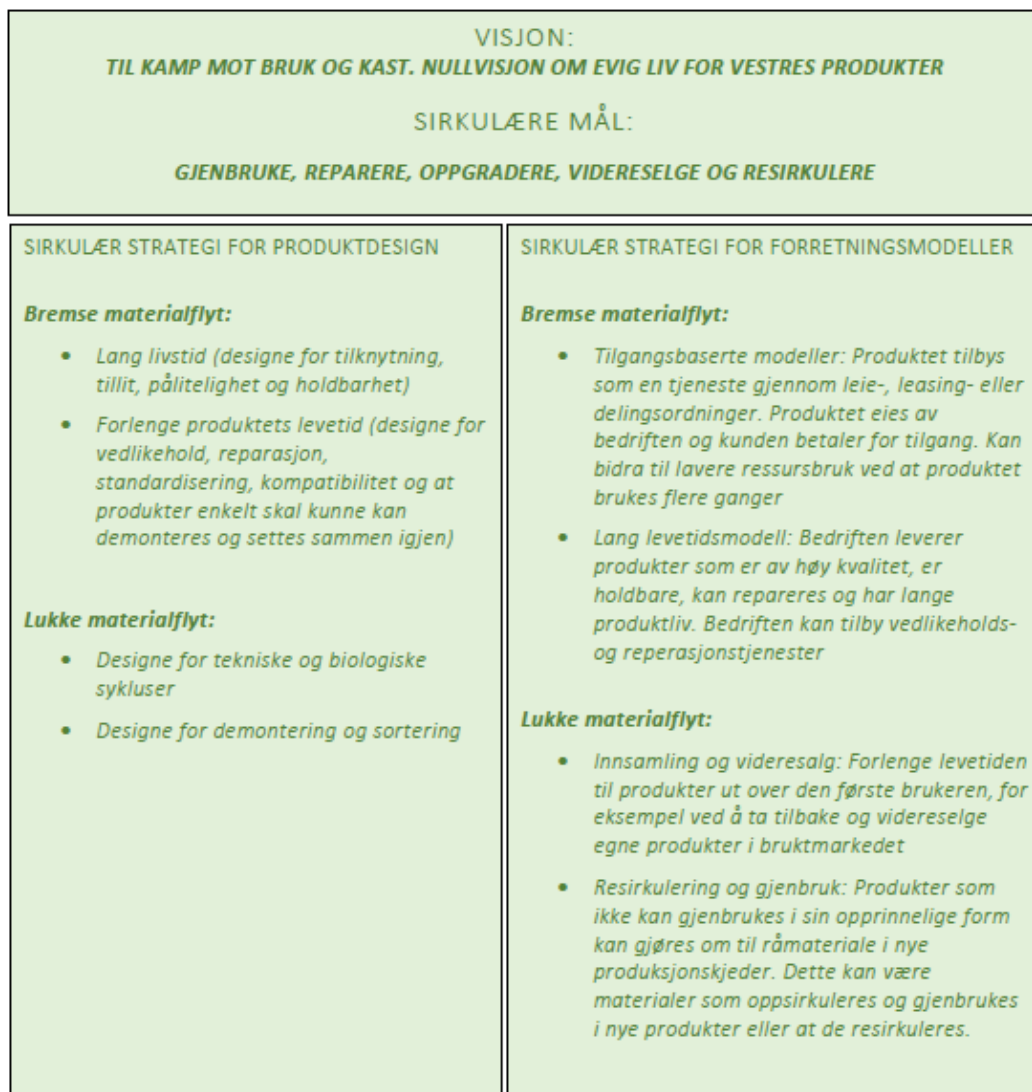 VISJON:
TIL KAMP MOT BRUK OG KAST. NULLVISJON OM EVIG LIV FOR VESTRES PRODUKTER
SIRKULÆRE MÅL:
GJENBRUKE, REPARERE, OPPGRADERE, VIDERESELGE OG RESIRKULERE
SIRKULÆR STRATEGI FOR PRODUKTDESIGN
Bremse materialflyt:
• Lang livstid (designe for tilknytning,
tillit, pålitelighet og holdbarhet)
• Forlenge produktets levetid (designe for
vedlikehold, reparasjon,
standardisering, kompatibilitet og at
produkter enkelt skal kunne kan
demonteres og settes sammen igjen)
Lukke materialflyt:
• Designe for tekniske og biologiske
sykluser
• Designe for demontering og sortering
SIRKULÆR STRATEGI FOR FORRETNINGSMODELLER
Bremse materialflyt:
• Tilgangsbaserte modeller: Produktet tilbys
som en tjeneste gjennom leie-, leasing- eller
delingsordninger. Produktet eies av
bedriften og kunden betaler for tilgang. Kan
bidra til lavere ressursbruk ved at produktet
brukes flere ganger
• Lang levetidsmodell: Bedriften leverer
produkter som er av høy kvalitet, er
holdbare, kan repareres og har lange
produktliv. Bedriften kan tilby vedlikeholds-
og reperasjonstjenester
Lukke materialflyt:
• Innsamling og videresalg: Forlenge levetiden
til produkter ut over den første brukeren, for
eksempel ved å ta tilbake og videreselge
egne produkter i bruktmarkedet
• Resirkulering og gjenbruk: Produkter som
ikke kan gjenbrukes i sin opprinnelige form
kan gjøres om til råmateriale i nye
produksjonskjeder. Dette kan være
materialer som oppsirkuleres og gjenbrukes
i nye produkter eller at de resirkuleres.